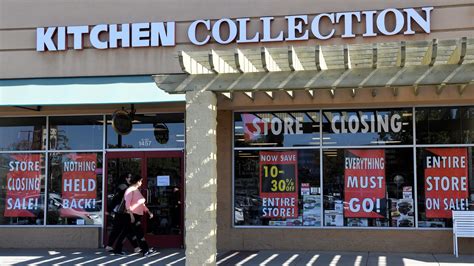 KITCHEN COLLECTION
STORE CLOSING
STORE
CLOSING
SALE!
NOTHING
HELD
BACK!
NOW SAVE
10-
30% OFF
ENTIRE
STORE!
EVERYTHING
MUST
GO!
ENTIRE
STORE
ON SALE